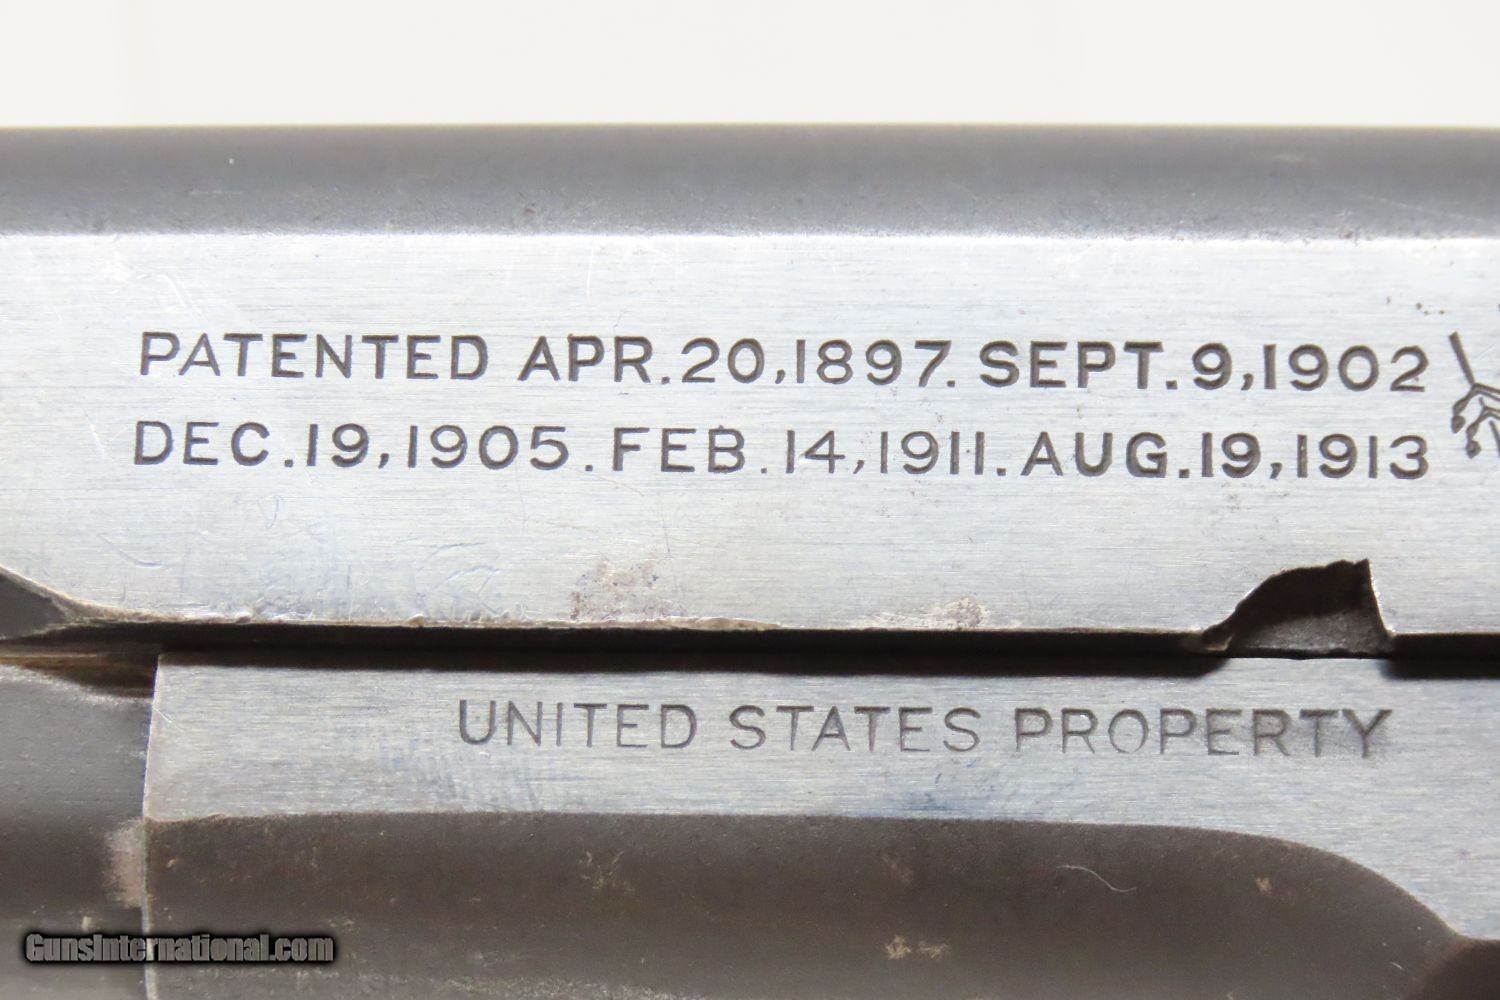 PATENTED APR.20,1897. SEPT.9,1902
DEC.19,1905.FEB.14,1911.AUG.19,1913
UNITED STATES PROPERTY
GunsInternational.com